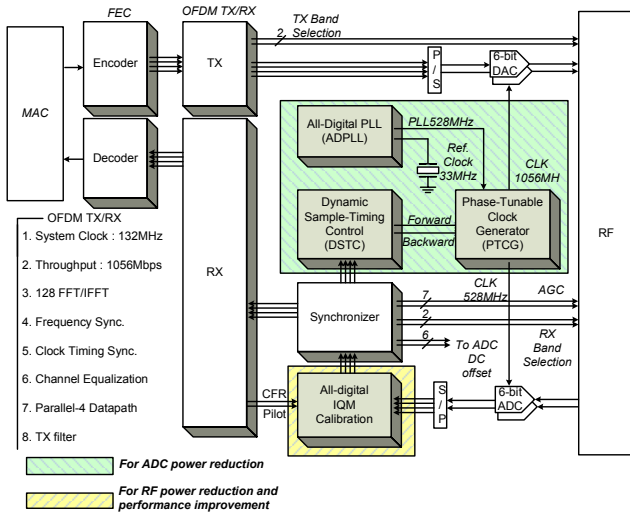 FEC
OFDM TX/RX
TX Band
Selection
2
MAC
Encoder
TX
P
/
S
6-bit
DAC
RF
Decoder
All-Digital PLL
(ADPLL)
PLL528MHz
Ref.
Clock
33MHz
CLK
1056MH
Dynamic
Sample-Timing
Control
(DSTC)
Forward
Backward
Phase-Tunable
Clock
Generator
(PTCG)
RX
OFDM TX/RX
1. System Clock : 132MHz
2. Throughput : 1056Mbps
3. 128 FFT/IFFT
4. Frequency Sync.
5. Clock Timing Sync.
6. Channel Equalization
7. Parallel-4 Datapath
8. TX filter
Synchronizer
7
CLK
528MHz
AGC
2
6
To ADC
DC
offset
RX
Band
Selection
CFR
Pilot
All-digital
IQM
Calibration
S
/
P
6-bit
ADC
For ADC power reduction
For RF power reduction and
performance improvement